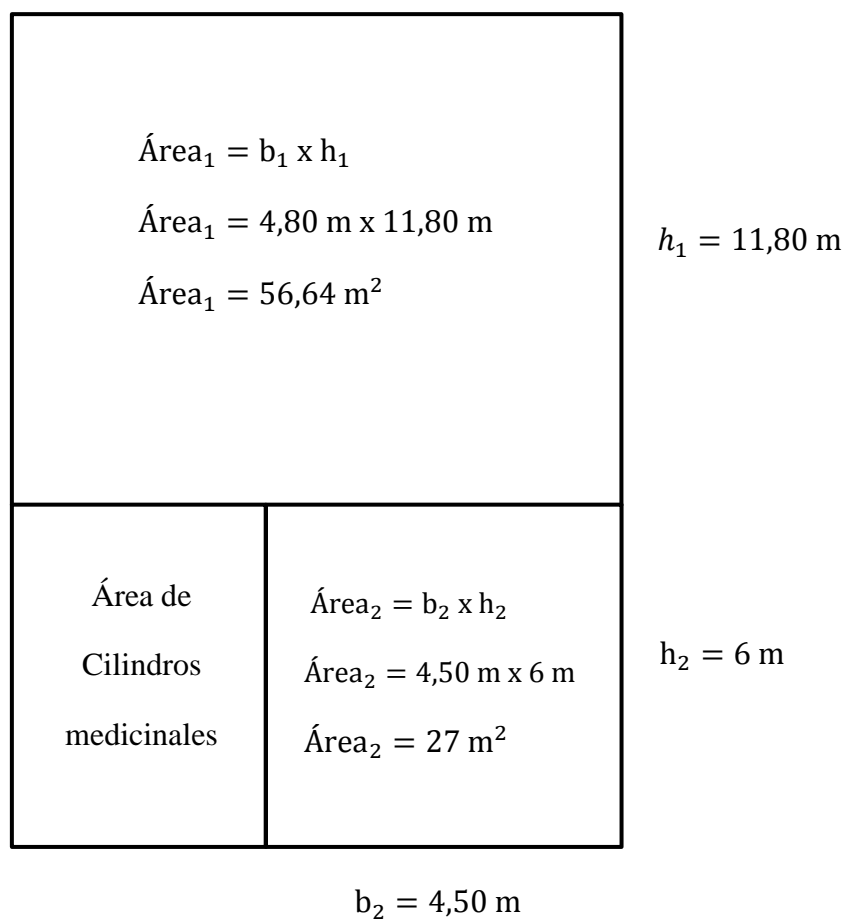 Área₁ = b₁ x h₁
Área₁ = 4,80 m x 11,80 m
Área₁ = 56,64 m²
h₁ = 11,80 m
Área de
Cilindros
medicinales
Área₂ = b₂ x h₂
Área₂ = 4,50 m x 6 m
Área₂ = 27 m²
h₂ = 6 m
b₂ = 4,50 m